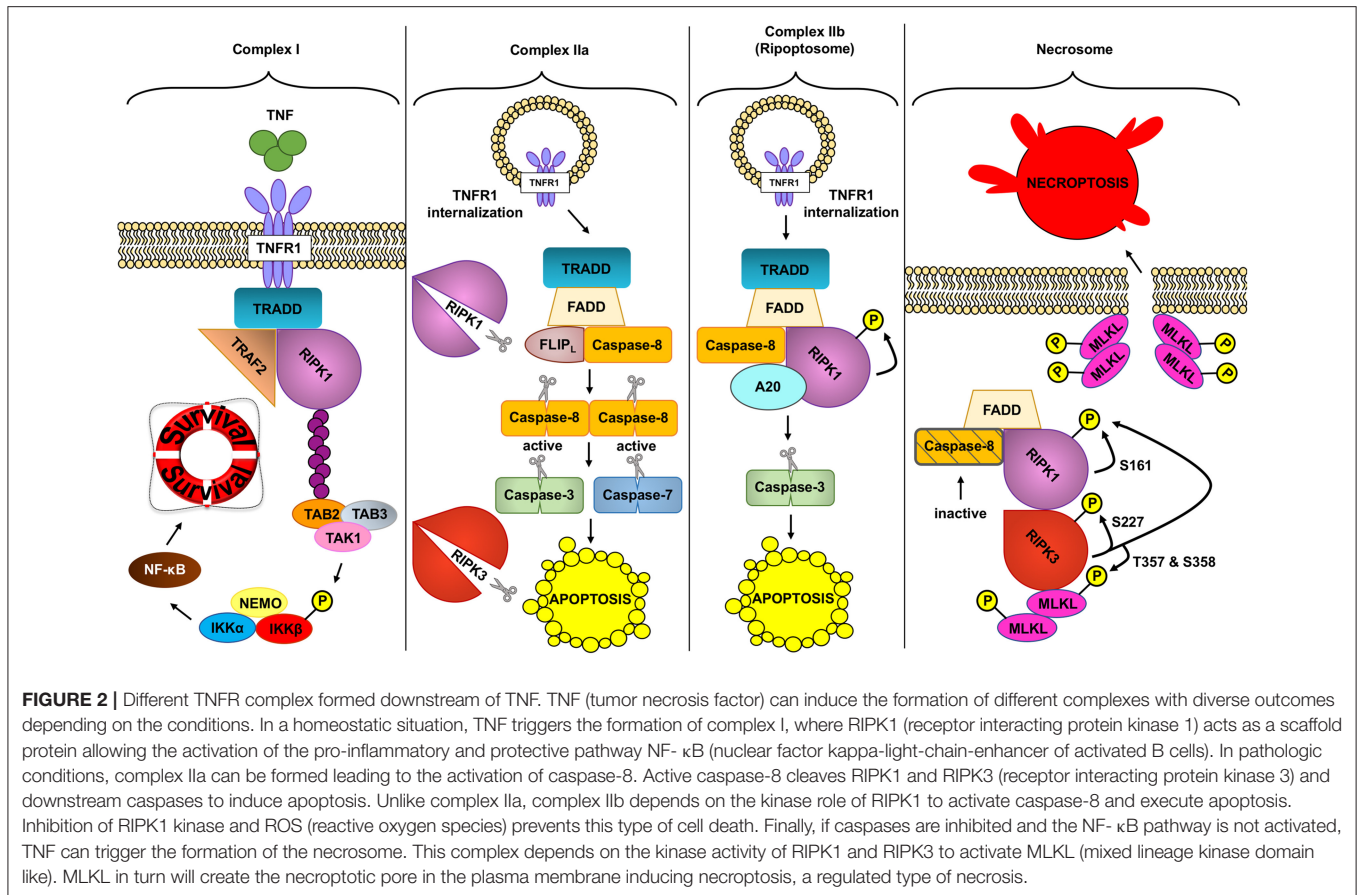 Complex I
TNF
TNFR1
TRADD
TRAF2
RIPK1
Survival
Survival
TAB2
TAB3
TAK1
P
NF-κB
NEMO
IKKα
IKKβ
Complex IIa
TNFR1
TNFR1
internalization
TRADD
FADD
RIPK1
FLIPL
Caspase-8
Caspase-8
Caspase-8
active
active
Caspase-3
Caspase-7
RIPK3
APOPTOSIS
Complex IIb
(Ripoptosome)
TNFR1
TNFR1
internalization
TRADD
FADD
P
Caspase-8
RIPK1
A20
Caspase-3
APOPTOSIS
Necrosome
NECROPTOSIS
MLKL
MLKL
P
P
MLKL
MLKL
P
P
FADD
P
Caspase-8
RIPK1
S161
inactive
P
S227
RIPK3
T357 & S358
P
P
MLKL
MLKL
FIGURE 2 | Different TNFR complex formed downstream of TNF. TNF (tumor necrosis factor) can induce the formation of different complexes with diverse outcomes
depending on the conditions. In a homeostatic situation, TNF triggers the formation of complex I, where RIPK1 (receptor interacting protein kinase 1) acts as a scaffold
protein allowing the activation of the pro-inflammatory and protective pathway NF- κB (nuclear factor kappa-light-chain-enhancer of activated B cells). In pathologic
conditions, complex IIa can be formed leading to the activation of caspase-8. Active caspase-8 cleaves RIPK1 and RIPK3 (receptor interacting protein kinase 3) and
downstream caspases to induce apoptosis. Unlike complex IIa, complex IIb depends on the kinase role of RIPK1 to activate caspase-8 and execute apoptosis.
Inhibition of RIPK1 kinase and ROS (reactive oxygen species) prevents this type of cell death. Finally, if caspases are inhibited and the NF- κB pathway is not activated,
TNF can trigger the formation of the necrosome. This complex depends on the kinase activity of RIPK1 and RIPK3 to activate MLKL (mixed lineage kinase domain
like). MLKL in turn will create the necroptotic pore in the plasma membrane inducing necroptosis, a regulated type of necrosis.